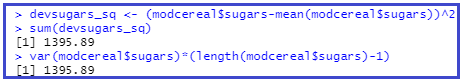 > devsugars_sq <- (modcereal$sugars-mean(modcereal$sugars))^2
> sum(devsugars_sq)
[1] 1395.89
> var(modcereal$sugars)*(length(modcereal$sugars)-1)
[1] 1395.89